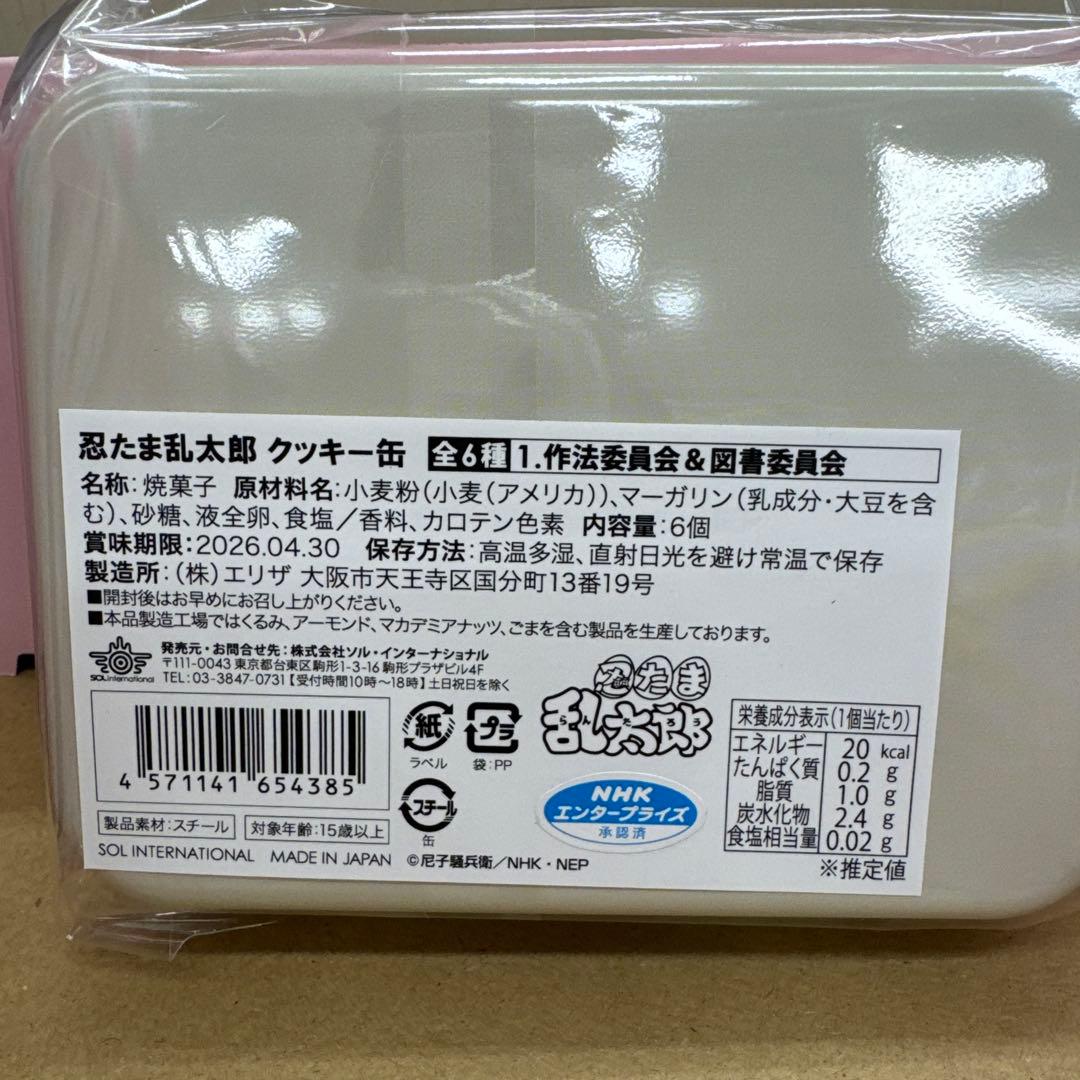 忍たま乱太郎 クッキー缶 全6種 1.作法委員会&図書委員会
名称:焼菓子 原材料名:小麦粉(小麦(アメリカ))、マーガリン(乳成分・大豆を含
む)、砂糖、液全卵、食塩/香料、カロテン色素 内容量:6個
賞味期限:2026.04.30 保存方法:高温多湿、直射日光を避け常温で保存
製造所:(株)エリザ 大阪市天王寺区国分町13番19号
■開封後はお早めにお召し上がりください。
■本品製造工場ではくるみ、アーモンド、マカデミアナッツ、ごまを含む製品を生産しております。
SOL International
発売元・お問合せ先:株式会社ソル・インターナショナル
〒111-0043 東京都台東区駒形1-3-16 駒形プラザビル4F
TEL:03-3847-0731【受付時間10時〜18時】土日祝日を除く
4 571141 654385
紙
ラベル
プラ
袋:PP
スチール
缶
忍たま
乱太郎
らんたろう
NHK
エンタープライズ
承認済
栄養成分表示(1個当たり)
エネルギー 20 kcal
たんぱく質 0.2 g
脂質 1.0 g
炭水化物 2.4 g
食塩相当量 0.02 g
※推定値
製品素材:スチール
対象年齢:15歳以上
SOL INTERNATIONAL MADE IN JAPAN ©尼子騒兵衛/NHK・NEP